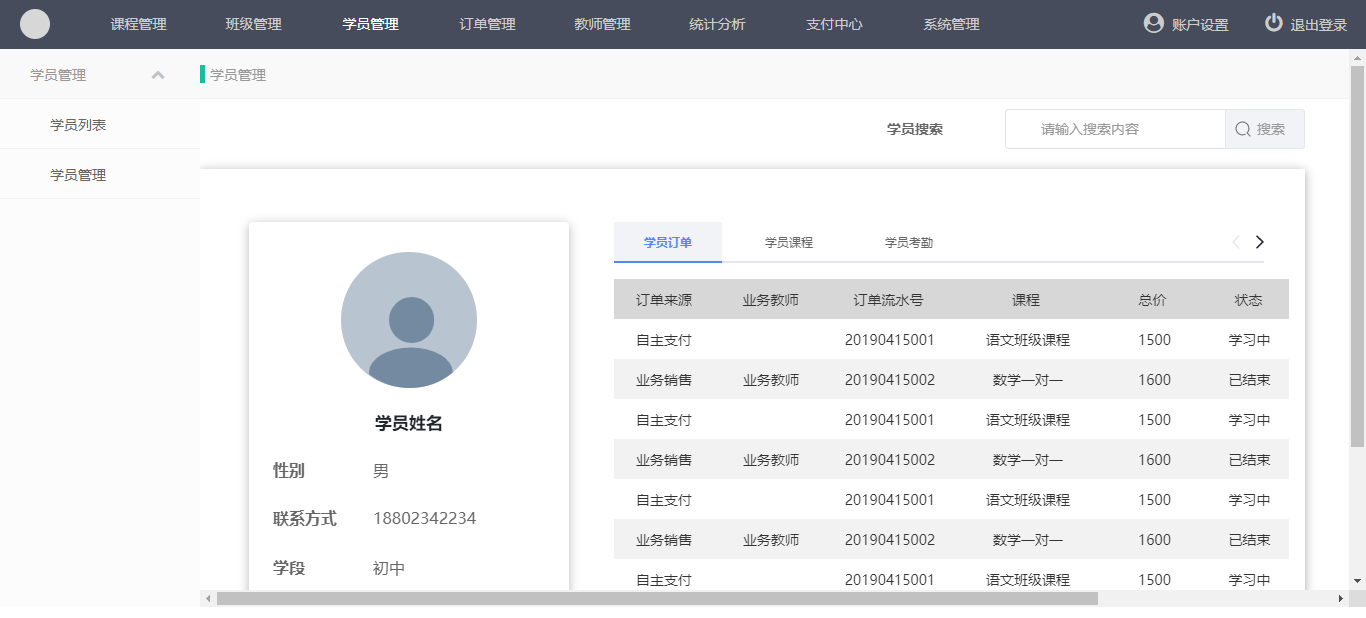 课程管理 班级管理 学员管理 订单管理 教师管理 统计分析 支付中心 系统管理 账户设置 退出登录
学员管理
学员列表
学员管理
学员管理
学员搜索 请输入搜索内容 搜索
学员姓名
性别 男
联系方式 18802342234
学段 初中
学员订单 学员课程 学员考勤
订单来源 业务教师 订单流水号 课程 总价 状态
自主支付 20190415001 语文班级课程 1500 学习中
业务销售 业务教师 20190415002 数学一对一 1600 已结束
自主支付 20190415001 语文班级课程 1500 学习中
业务销售 业务教师 20190415002 数学一对一 1600 已结束
自主支付 20190415001 语文班级课程 1500 学习中
业务销售 业务教师 20190415002 数学一对一 1600 已结束
自主支付 20190415001 语文班级课程 1500 学习中